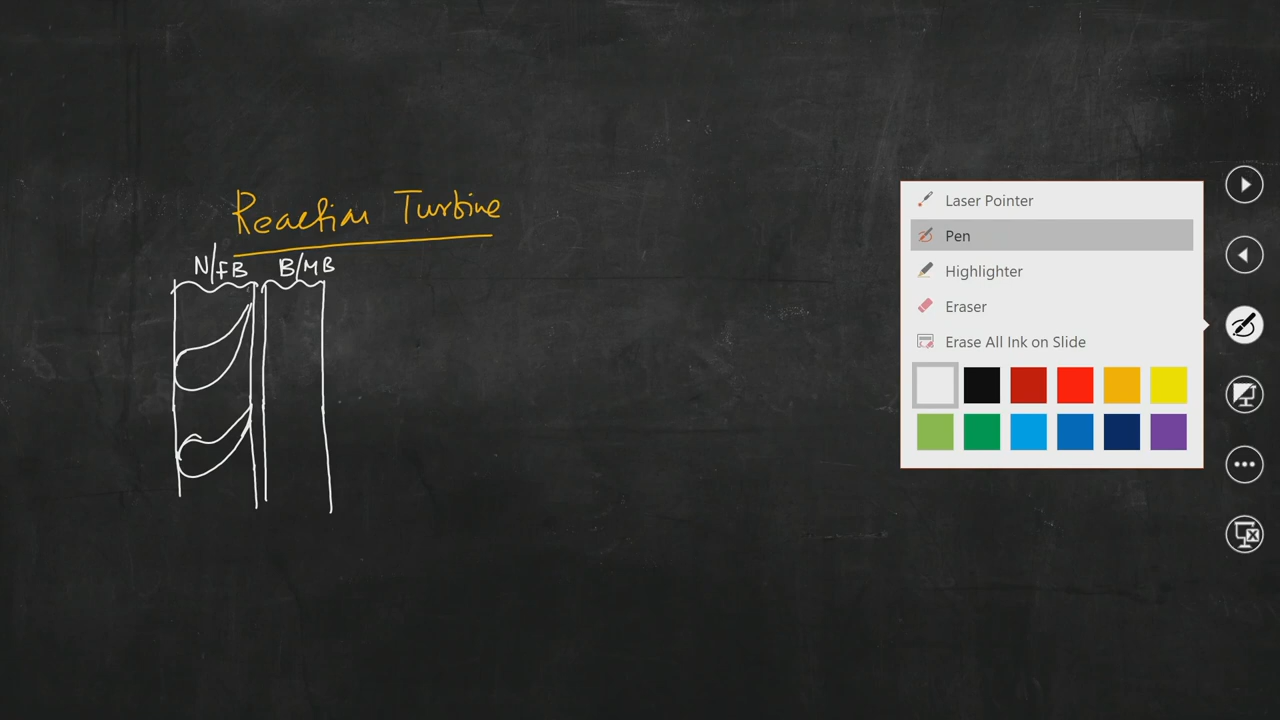 Reaction Turbine
N/FB B/MB
Laser Pointer
Pen
Highlighter
Eraser
Erase All Ink on Slide